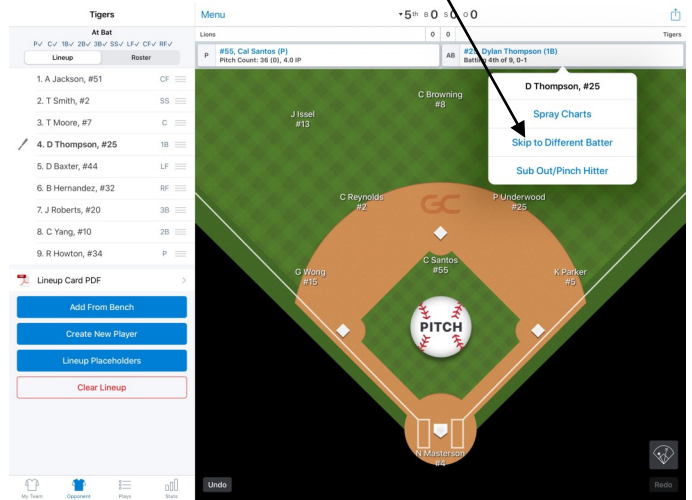 Tigers
At Bat
P✓ C✓ 1B✓ 2B✓ 3B✓ SS✓ LF✓ CF✓ RF✓
Lineup Roster
1. A Jackson, #51 CF
2. T Smith, #2 SS
3. T Moore, #7 C
4. D Thompson, #25 1B
5. D Baxter, #44 LF
6. B Hernandez, #32 RF
7. J Roberts, #20 3B
8. C Yang, #10 2B
9. R Howton, #34 P
Lineup Card PDF
Add From Bench
Create New Player
Lineup Placeholders
Clear Lineup
My Team Opponent Plays Stats
Menu ▾5th B 0 S 0 O 0
Lions 0 0 Tigers
P #55, Cal Santos (P)
Pitch Count: 36 (0), 4.0 IP
AB #25, Dylan Thompson (1B)
Batting 4th of 9, 0-1
D Thompson, #25
Spray Charts
Skip to Different Batter
Sub Out/Pinch Hitter
C Browning
#8
J Issel
#13
C Reynolds
#2
GC
P Underwood
#25
C Santos
#55
G Wong
#15
K Parker
#5
PITCH
N Masterson
#4
Undo Redo